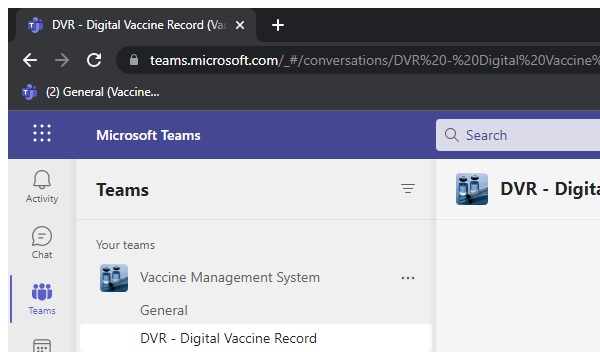 DVR - Digital Vaccine Record (Va
teams.microsoft.com/_#/conversations/DVR%20-%20Digital%20Vaccine%
(2) General (Vaccine...
Microsoft Teams
Search
Activity
Teams
DVR - Digita
Chat
Your teams
Vaccine Management System
Teams
General
DVR - Digital Vaccine Record